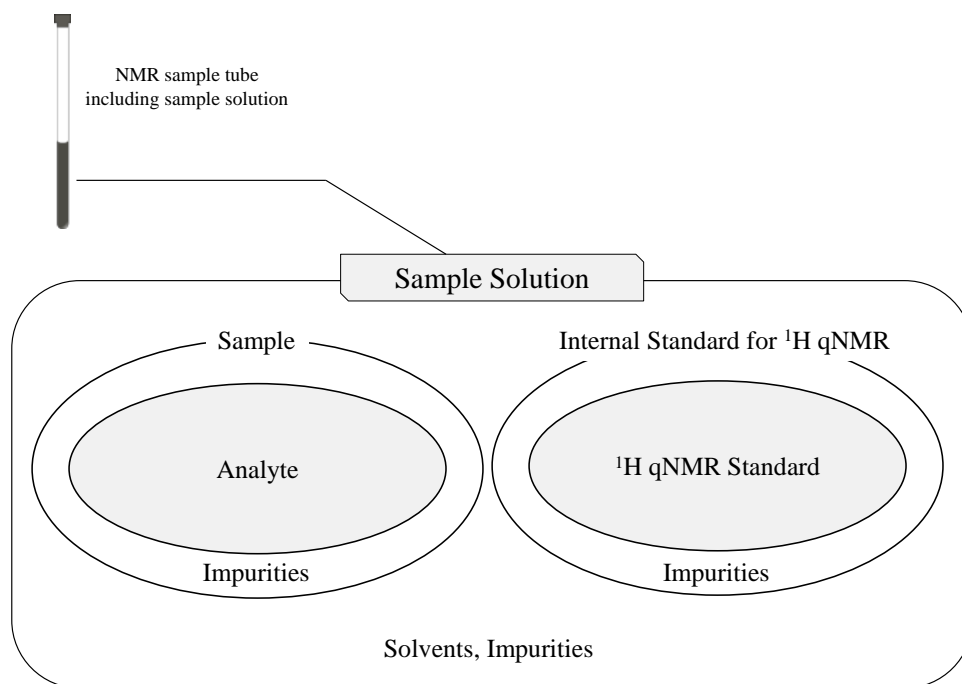 NMR sample tube
including sample solution
Sample Solution
Sample
Internal Standard for ¹H qNMR
Analyte
¹H qNMR Standard
Impurities
Impurities
Solvents, Impurities